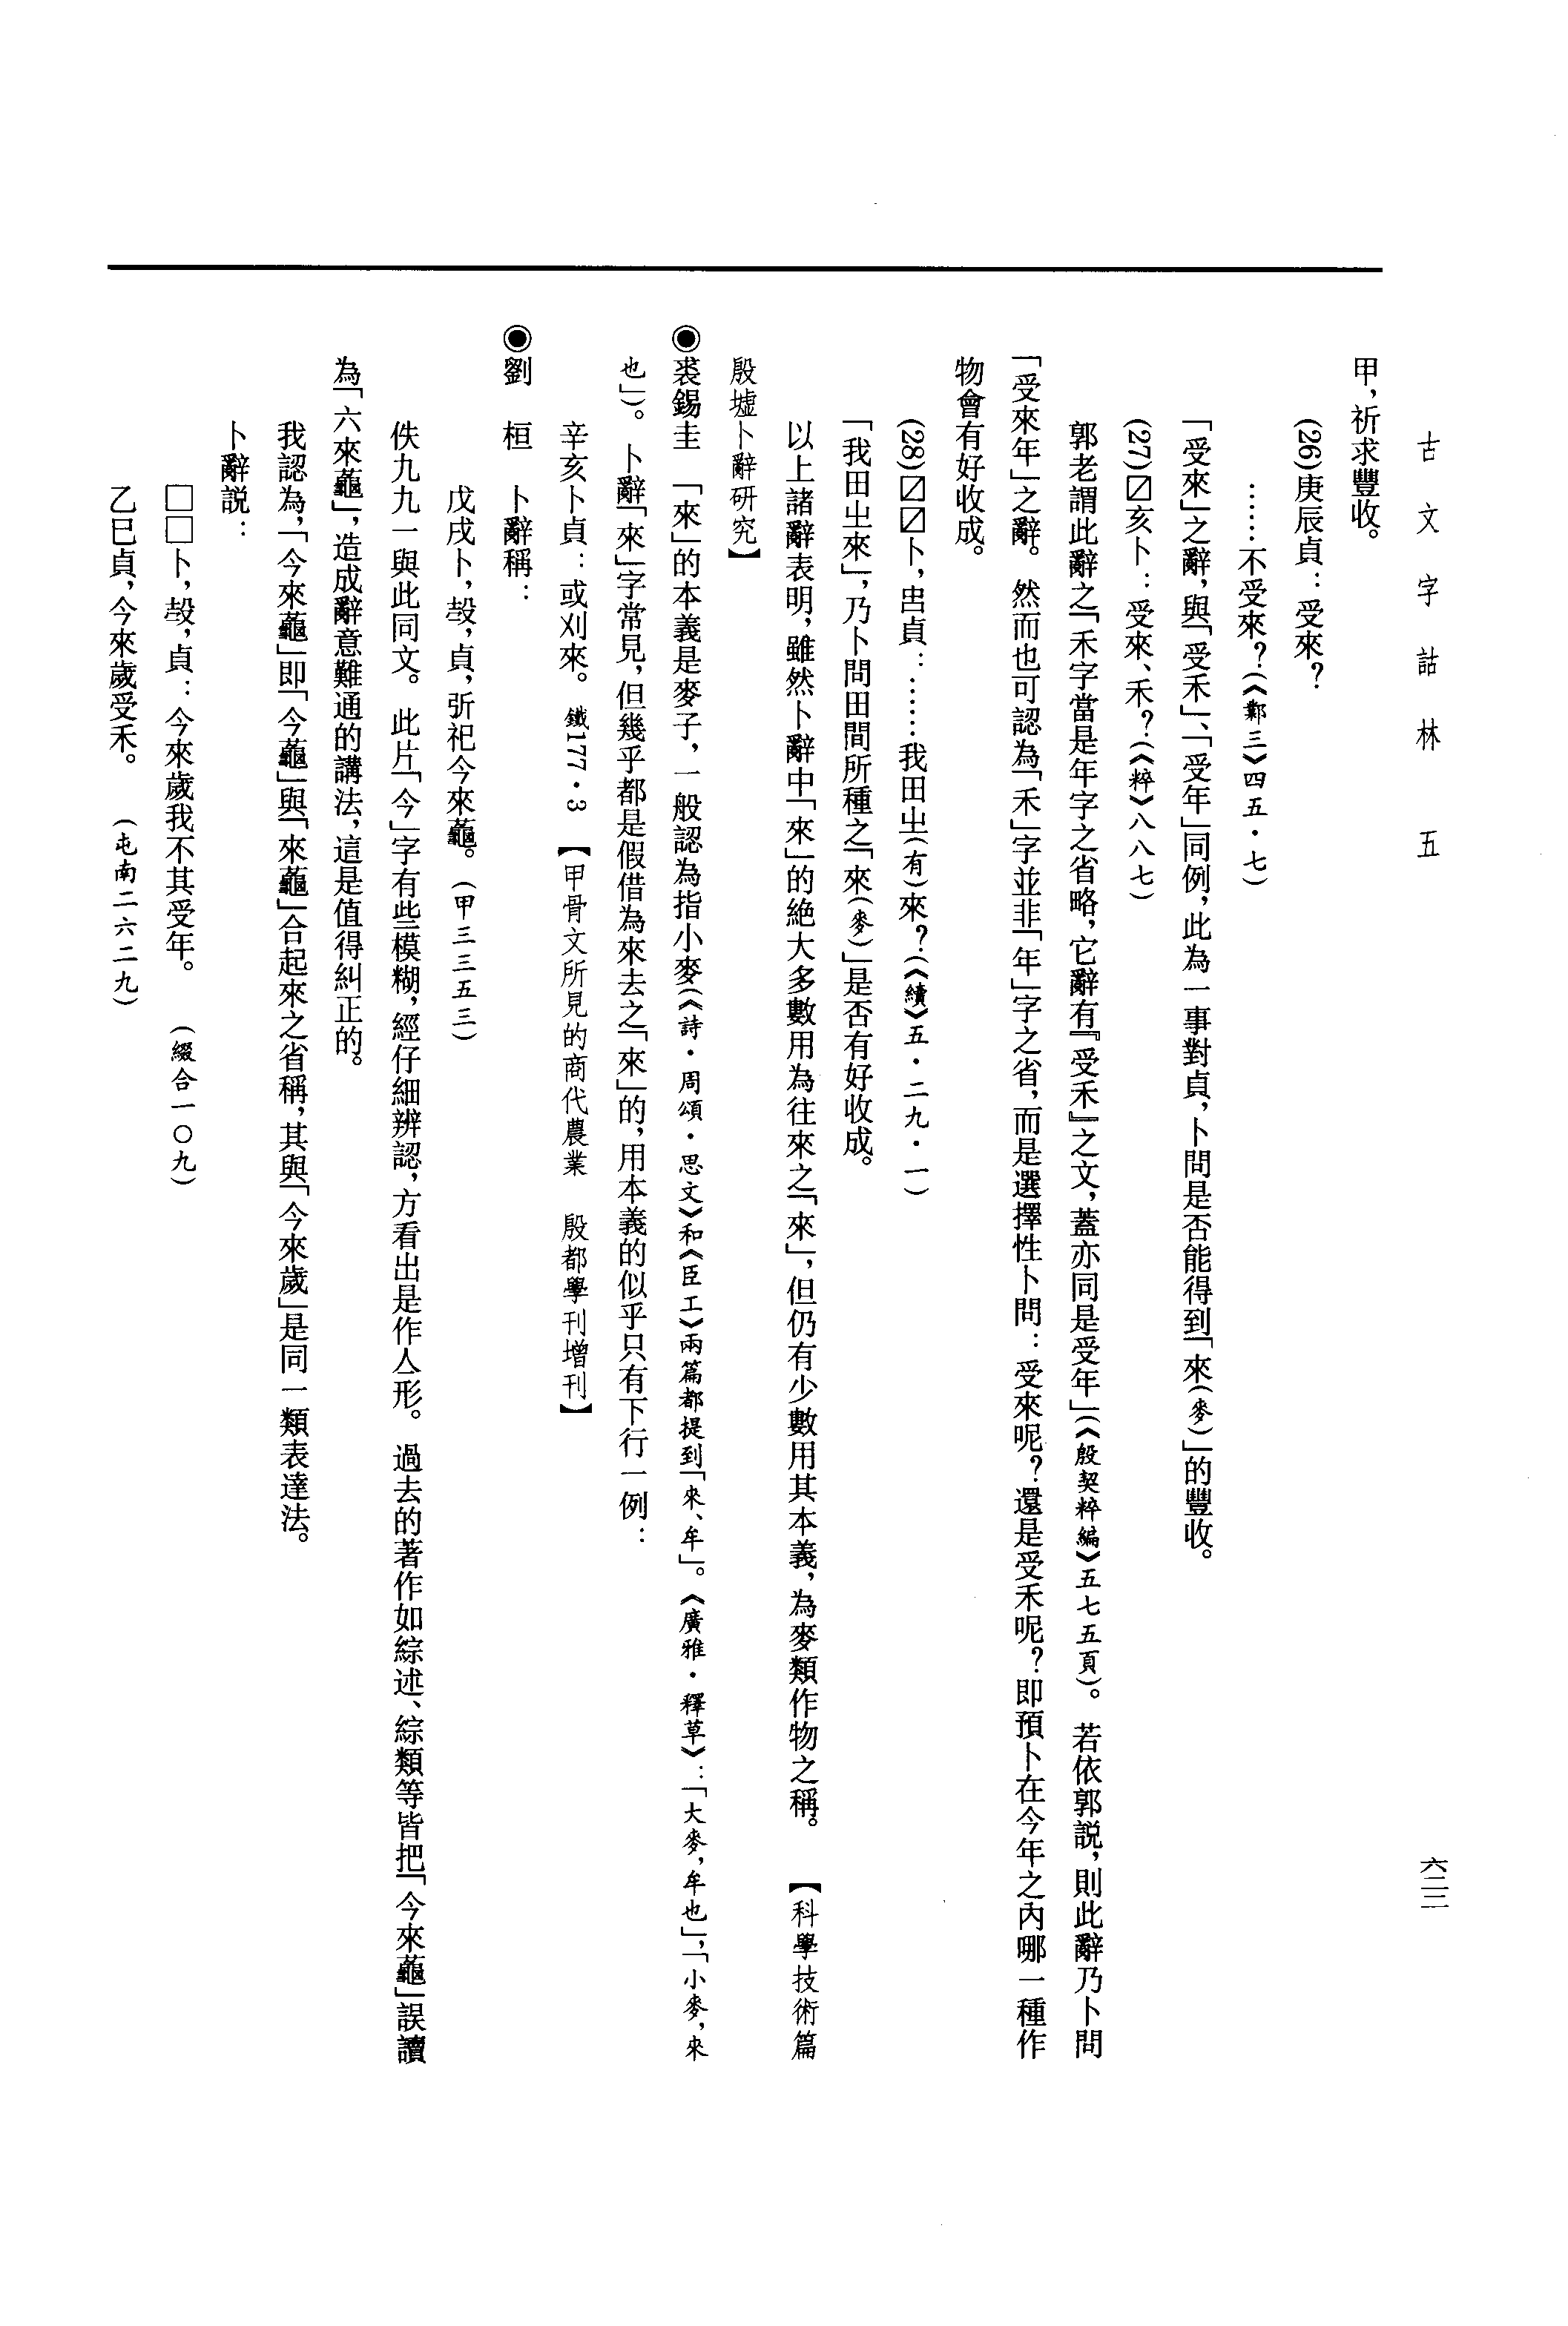 古文字詁林　五
六二二
甲，祈求豐收。
(26)庚辰貞：受來？
……不受來？（《鄴三》四五·七）
「受來」之辭，與「受禾」、「受年」同例，此為一事對貞，卜問是否能得到「來（麥）」的豐收。
(27)☐亥卜：受來、禾？（《粹》八八七）
郭老謂此辭之「禾字當是年字之省略，它辭有『受禾』之文，蓋亦同是受年」（《殷契粹編》五七五頁）。若依郭說，則此辭乃卜問
「受來年」之辭。然而也可認為「禾」字並非「年」字之省，而是選擇性卜問：受來呢？還是受禾呢？即預卜在今年之內哪一種作
物會有好收成。
(28)☐☐卜，㞢貞：……我田㞢（有）來？（《續》五·二九·一）
「我田㞢來」，乃卜問田間所種之「來（麥）」是否有好收成。
以上諸辭表明，雖然卜辭中「來」的絕大多數用為往來之「來」，但仍有少數用其本義，為麥類作物之稱。　【科學技術篇
殷墟卜辭研究】
◉裘錫圭　「來」的本義是麥子，一般認為指小麥（《詩·周頌·思文》和《臣工》兩篇都提到「來、牟」。《廣雅·釋草》：「大麥，牟也」，「小麥，來
也」）。卜辭「來」字常見，但幾乎都是假借為來去之「來」的，用本義的似乎只有下行一例：
辛亥卜貞：或刈來。鐵177·3　【甲骨文所見的商代農業　殷都學刊增刊】
◉劉　桓　卜辭稱：
戊戌卜，㱿，貞，斫祀今來龝。（甲三三五三）
佚九九一與此同文。此片「今」字有些模糊，經仔細辨認，方看出是作亼形。過去的著作如綜述、綜類等皆把「今來龝」誤讀
為「六來龝」，造成辭意難通的講法，這是值得糾正的。
我認為，「今來龝」即「今龝」與「來龝」合起來之省稱，其與「今來歲」是同一類表達法。
卜辭説：
□□卜，㱿，貞：今來歲我不其受年。　（綴合一〇九）
乙巳貞，今來歲受禾。　（屯南二六二九）